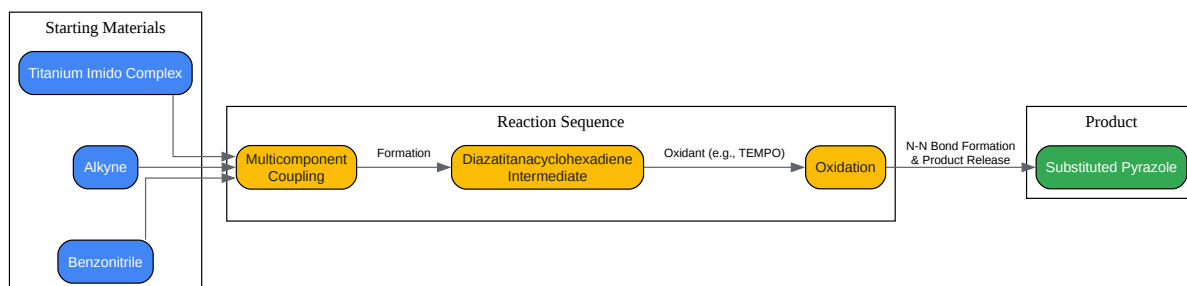 Starting Materials
Titanium Imido Complex
Alkyne
Benzonitrile
Reaction Sequence
Multicomponent
Coupling
Formation
Diazatitanacyclohexadiene
Intermediate
Oxidant (e.g., TEMPO)
Oxidation
N-N Bond Formation
& Product Release
Product
Substituted Pyrazole